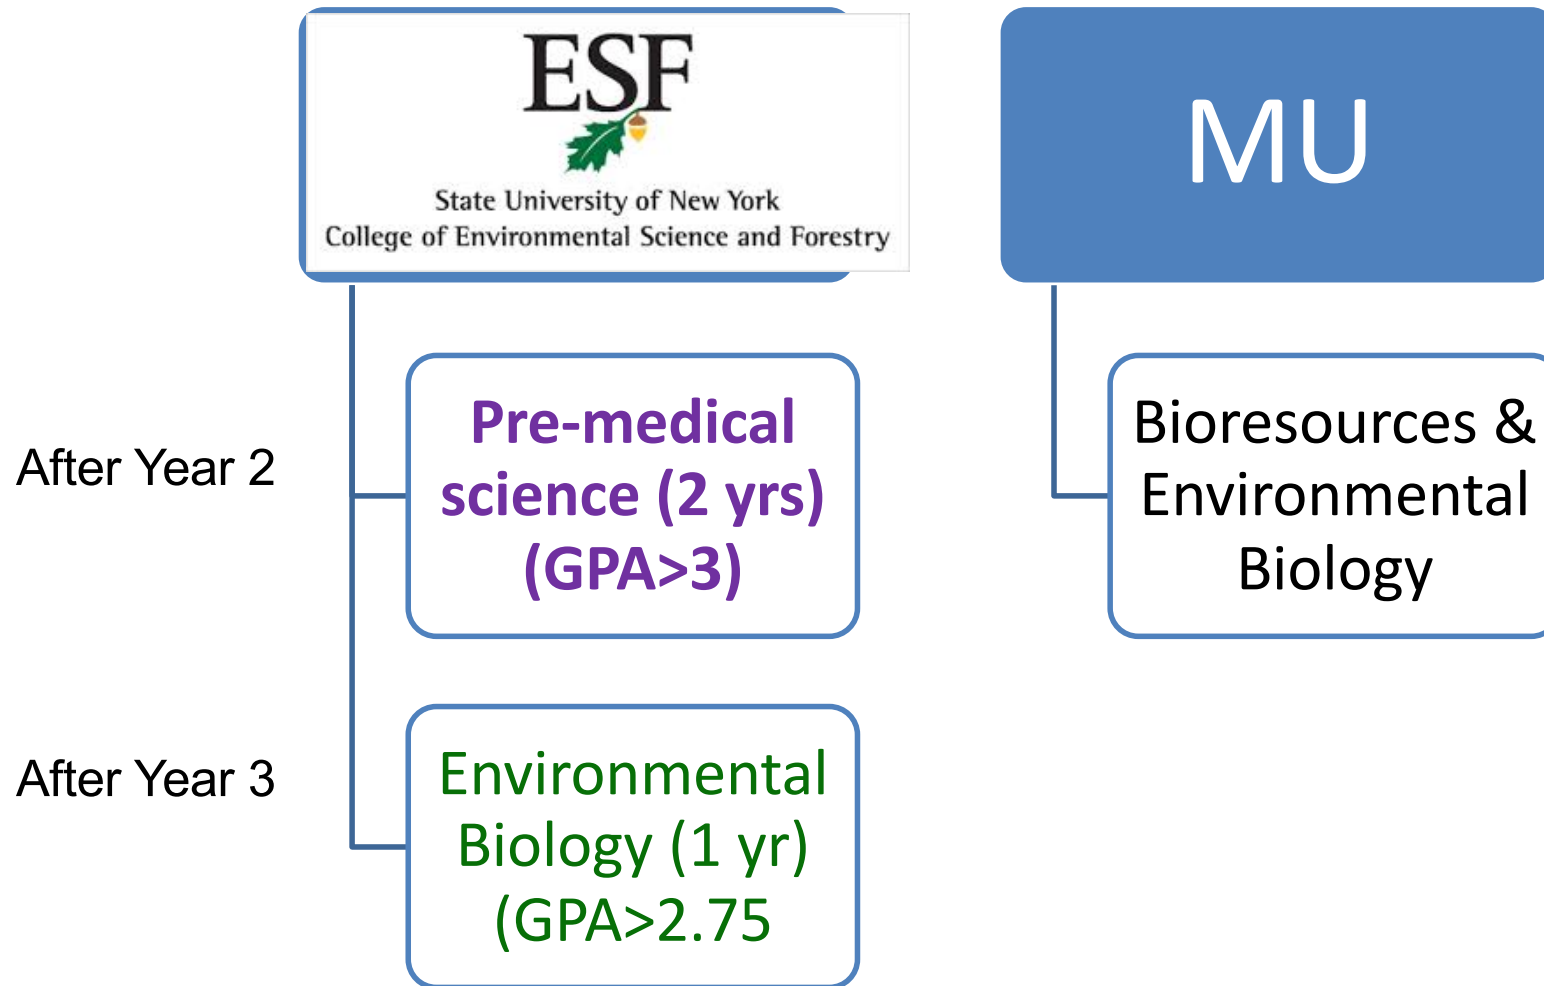 ESF
State University of New York
College of Environmental Science and Forestry
MU
After Year 2
Pre-medical
science (2 yrs)
(GPA>3)
Bioresources &
Environmental
Biology
After Year 3
Environmental
Biology (1 yr)
(GPA>2.75